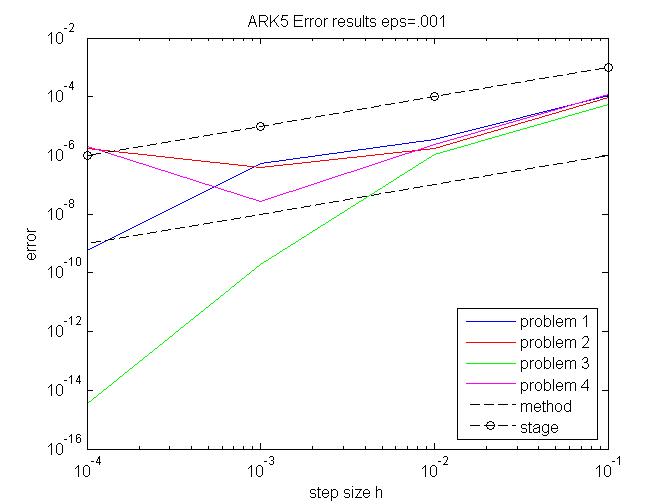 ARK5 Error results eps=.001
10^-2
10^-4
10^-6
10^-8
10^-10
10^-12
10^-14
10^-16
error
problem 1
problem 2
problem 3
problem 4
method
stage
10^-4 10^-3 10^-2 10^-1
step size h